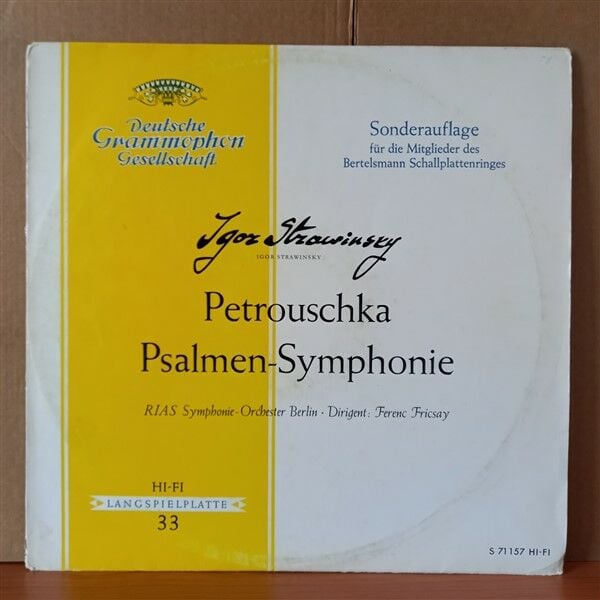 Deutsche
Grammophon
Gesellschaft
Sonderauflage
für die Mitglieder des
Bertelsmann Schallplattenringes
Igor Strawinsky
IGOR STRAWINSKY
Petrouschka
Psalmen-Symphonie
RIAS Symphonie-Orchester Berlin · Dirigent: Ferenc Fricsay
HI-FI
LANGSPIELPLATTE
33
S 71157 HI-FI